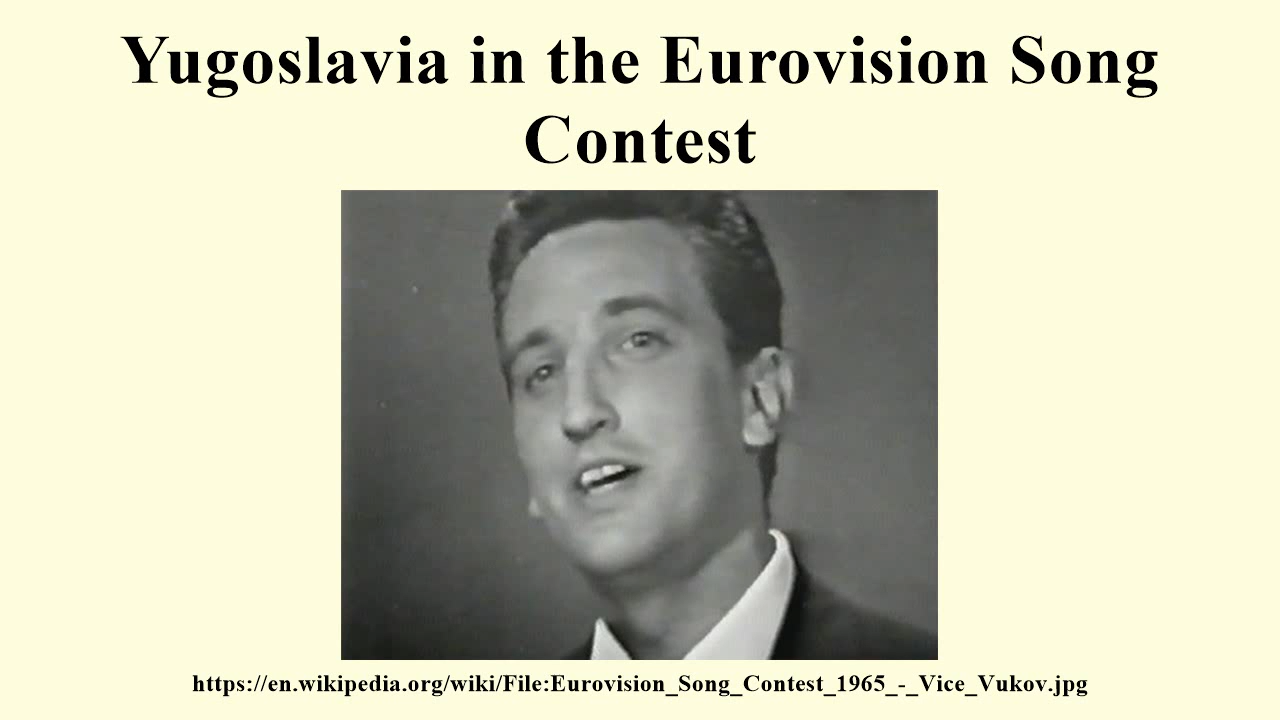 Yugoslavia in the Eurovision Song
Contest
https://en.wikipedia.org/wiki/File:Eurovision_Song_Contest_1965_-_Vice_Vukov.jpg